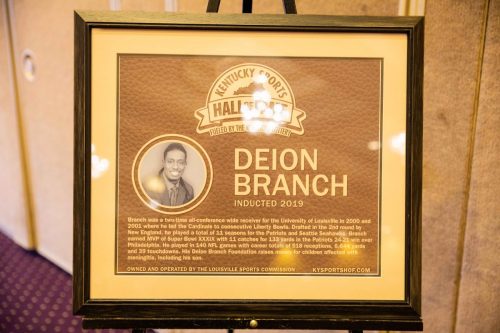 KENTUCKY SPORTS
HALL OF FAME
FUELED BY THE KENTUCKY LOTTERY
DEION
BRANCH
INDUCTED 2019
Branch was a two-time all-conference wide receiver for the University of Louisville in 2000 and
2001 where he led the Cardinals to consecutive Liberty Bowls. Drafted in the 2nd round by
New England, he played a total of 11 seasons for the Patriots and Seattle Seahawks. Branch
earned MVP of Super Bowl XXXIX with 11 catches for 133 yards in the Patriots 24-21 win over
Philadelphia. He played in 140 NFL games with career totals of 518 receptions, 6,644 yards
and 39 touchdowns. His Deion Branch Foundation raises money for children affected with
meningitis, including his son.
OWNED AND OPERATED BY THE LOUISVILLE SPORTS COMMISSION
KYSPORTSHOF.COM